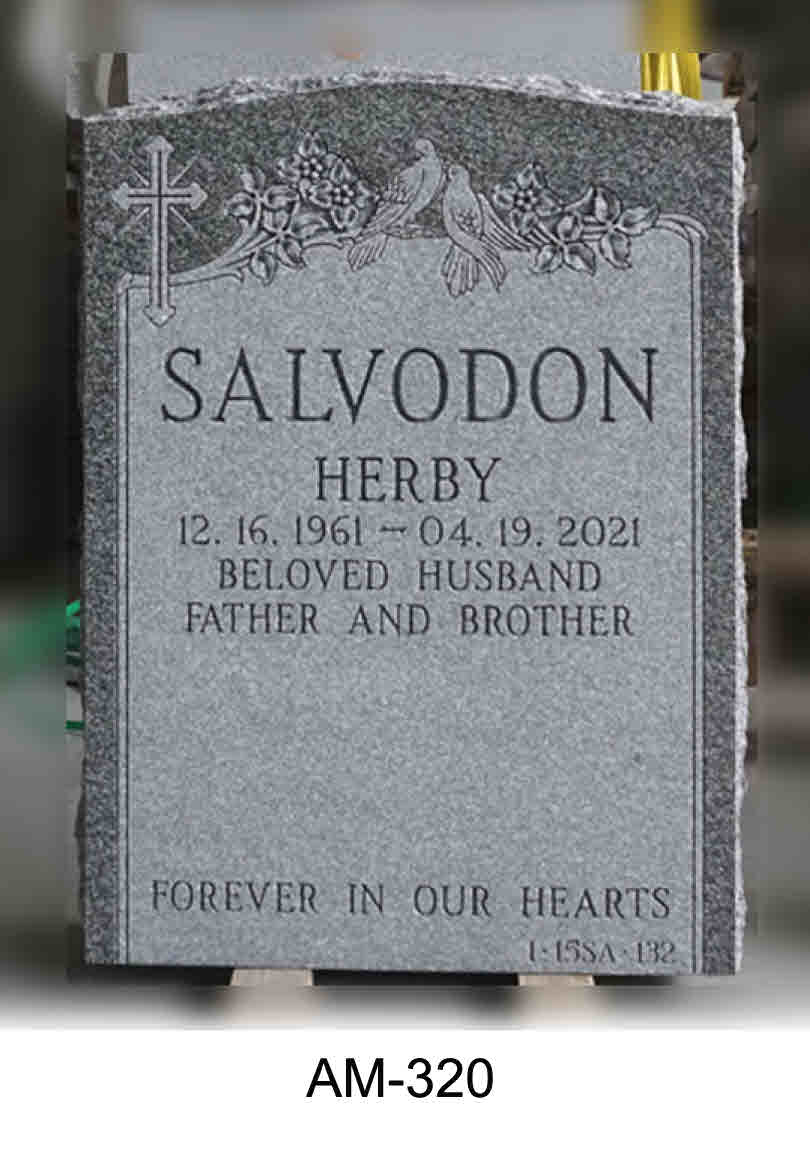 SALVODON
HERBY
12. 16. 1961 - 04. 19. 2021
BELOVED HUSBAND
FATHER AND BROTHER
FOREVER IN OUR HEARTS
1·15SA·132
AM-320